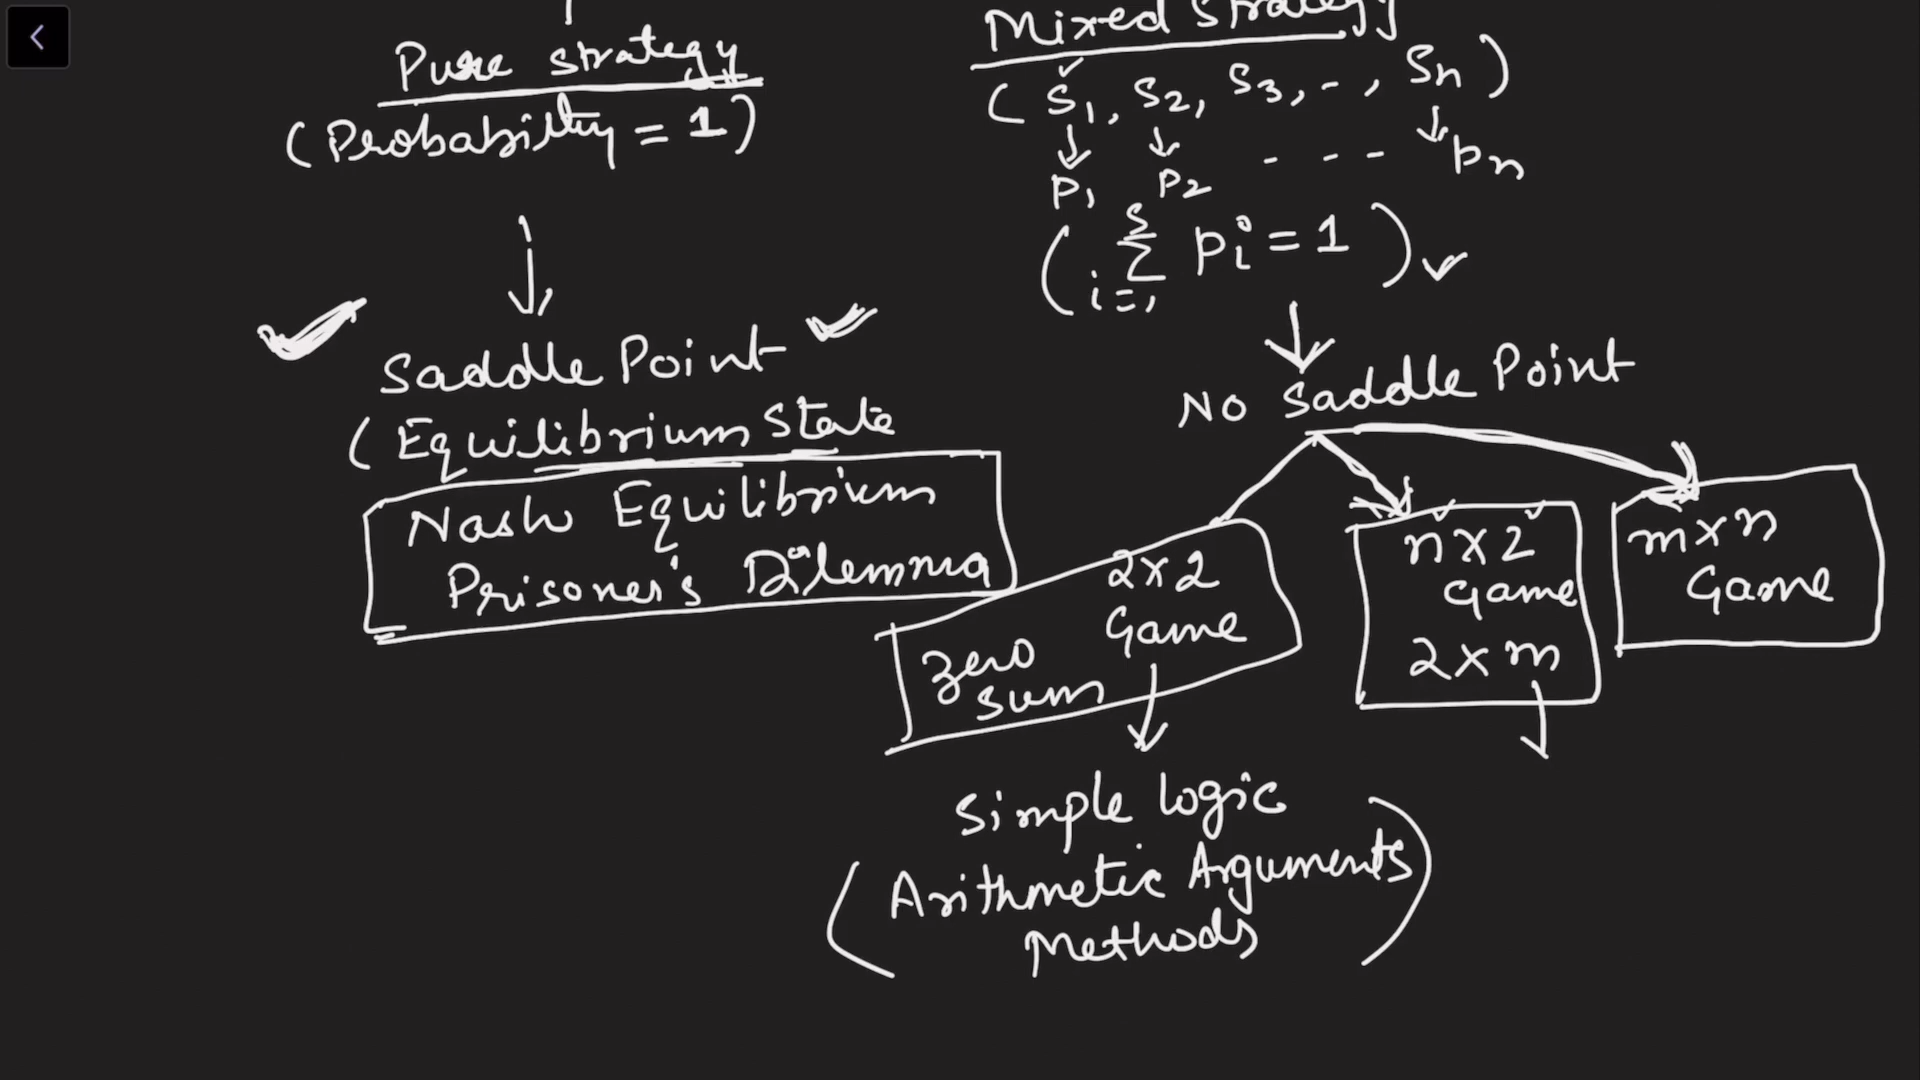 Pure strategy
(Probability = 1)
Saddle Point
(Equilibrium State
Nash Equilibrium
Prisoner's Dilemma
Mixed Strategy
(S1, S2, S3, - , Sn)
P1 P2 - - - Pn
(S∑i=1 Pi = 1)
No Saddle Point
2x2
Game
zero
sum
nx2
Game
2xm
mxn
Game
Simple logic
(Arithmetic Arguments
Methods)